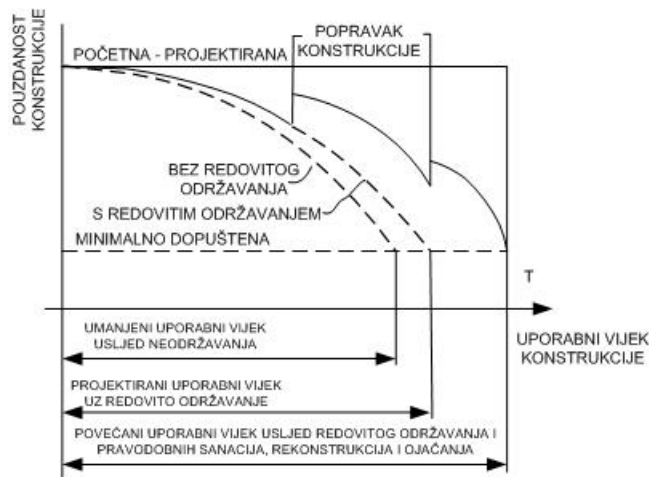 POUZDANOST
KONSTRUKCIJE
POČETNA - PROJEKTIRANA
POPRAVAK
KONSTRUKCIJE
BEZ REDOVITOG
ODRŽAVANJA
S REDOVITIM ODRŽAVANJEM
MINIMALNO DOPUŠTENA
T
UPORABNI VIJEK
KONSTRUKCIJE
UMANJENI UPORABNI VIJEK
USLJED NEODRŽAVANJA
PROJEKTIRANI UPORABNI VIJEK
UZ REDOVITO ODRŽAVANJE
POVEĆANI UPORABNI VIJEK USLJED REDOVITOG ODRŽAVANJA I
PRAVODOBNIH SANACIJA, REKONSTRUKCIJA I OJAČANJA